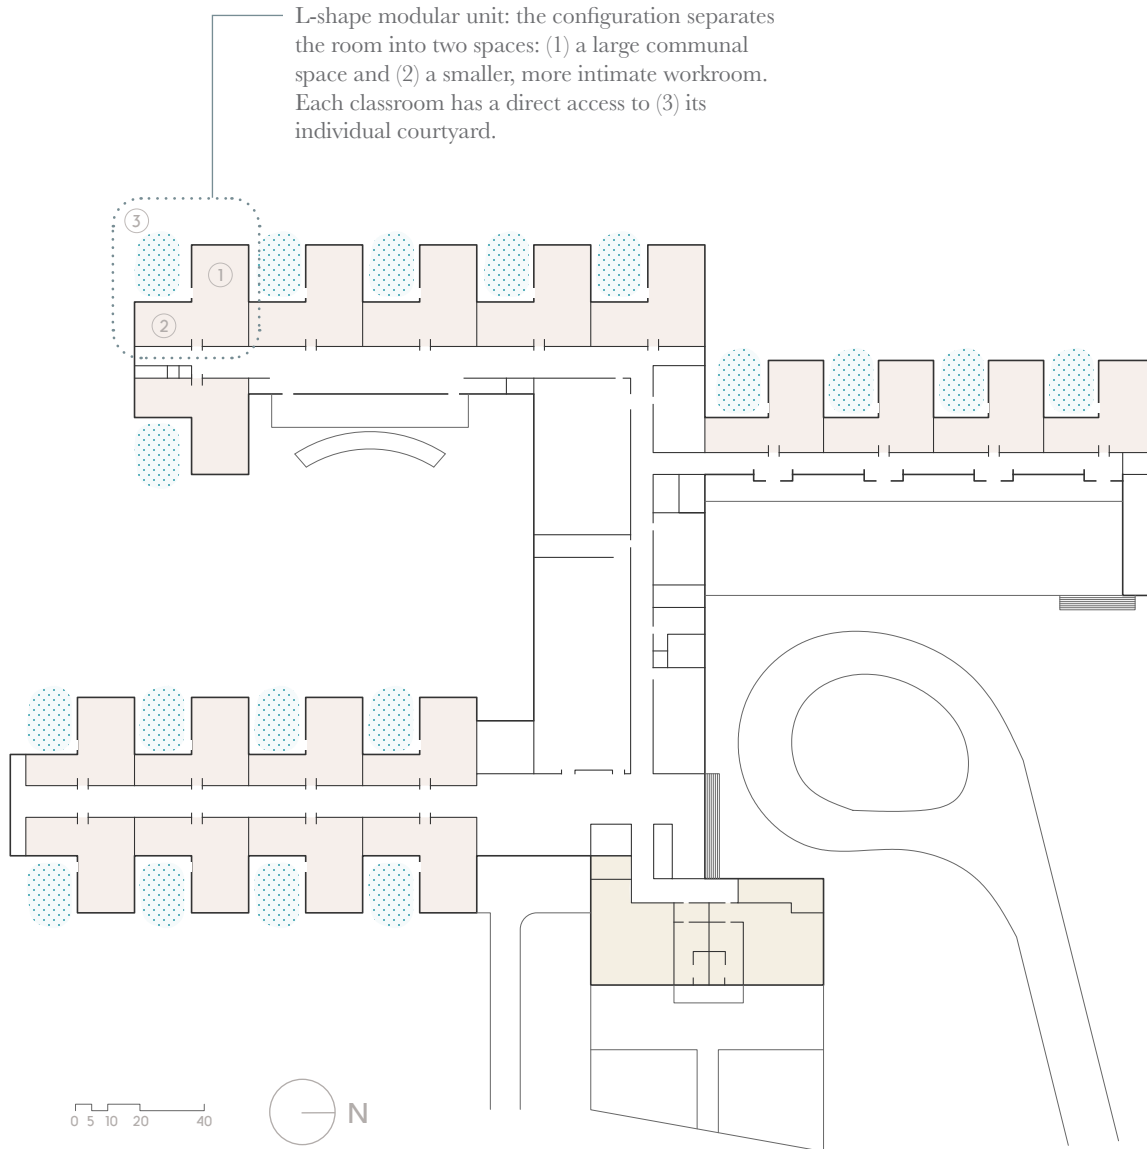 L-shape modular unit: the configuration separates
the room into two spaces: (1) a large communal
space and (2) a smaller, more intimate workroom.
Each classroom has a direct access to (3) its
individual courtyard.
3
1
2
0 5 10 20 40
N